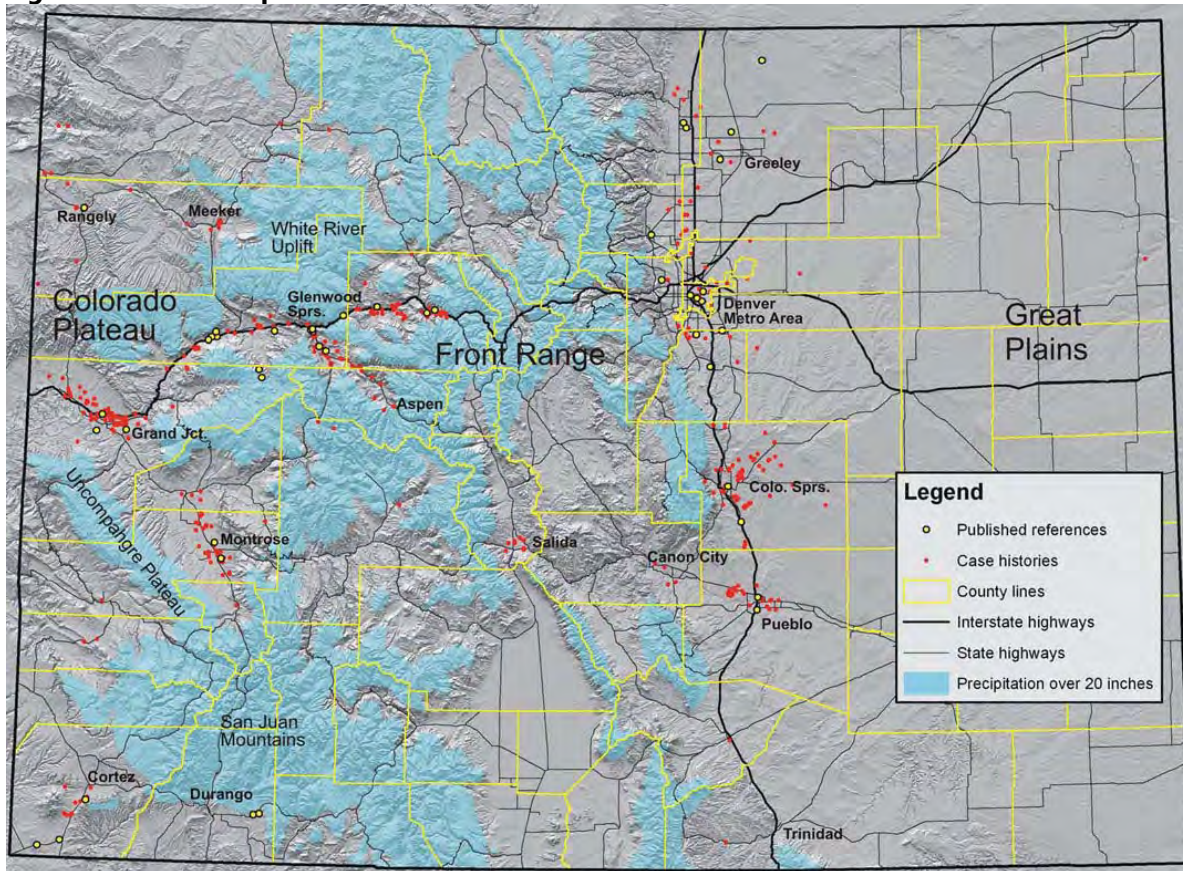 Greeley
Rangely
Meeker
White River
Uplift
Colorado
Plateau
Glenwood
Sprs.
Denver
Metro Area
Great
Plains
Front Range
Aspen
Grand Jct.
Uncompahgre Plateau
Montrose
Colo. Sprs.
Salida
Canon City
Pueblo
San Juan
Mountains
Cortez
Durango
Trinidad
Legend
Published references
Case histories
County lines
Interstate highways
State highways
Precipitation over 20 inches